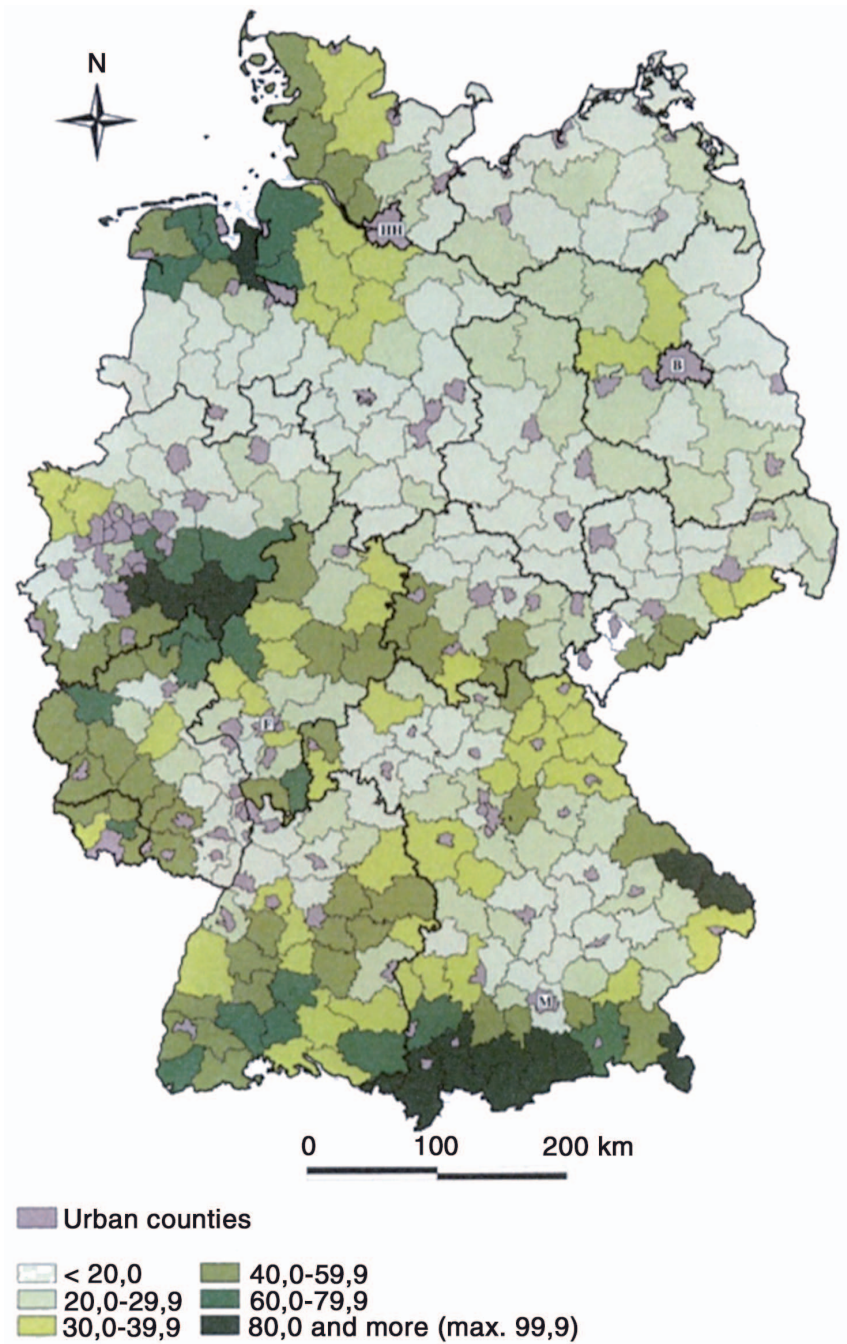 N
HH
B
F
M
0 100 200 km
Urban counties
< 20,0
20,0-29,9
30,0-39,9
40,0-59,9
60,0-79,9
80,0 and more (max. 99,9)